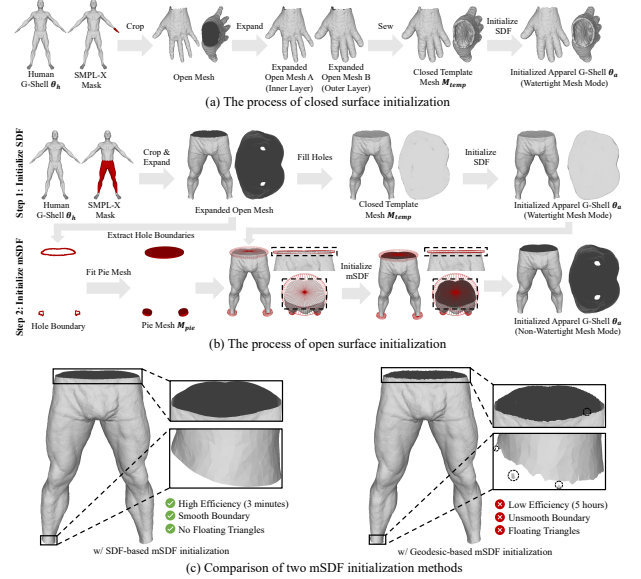 Crop
Expand
Sew
Initialize
SDF
Human
G-Shell θh
SMPL-X
Mask
Open Mesh
Expanded
Open Mesh A
(Inner Layer)
Expanded
Open Mesh B
(Outer Layer)
Closed Template
Mesh Mtemp
Initialized Apparel G-Shell θa
(Watertight Mesh Mode)
(a) The process of closed surface initialization
Step 1: Initialize SDF
Crop &
Expand
Fill Holes
Initialize
SDF
Human
G-Shell θh
SMPL-X
Mask
Expanded Open Mesh
Closed Template
Mesh Mtemp
Initialized Apparel G-Shell θa
(Watertight Mesh Mode)
Step 2: Initialize mSDF
Extract Hole Boundaries
Fit Pie Mesh
Initialize
mSDF
Hole Boundary
Pie Mesh Mpie
Initialized Apparel G-Shell θa
(Non-Watertight Mesh Mode)
(b) The process of open surface initialization
High Efficiency (3 minutes)
Smooth Boundary
No Floating Triangles
w/ SDF-based mSDF initialization
Low Efficiency (5 hours)
Unsmooth Boundary
Floating Triangles
w/ Geodesic-based mSDF initialization
(c) Comparison of two mSDF initialization methods